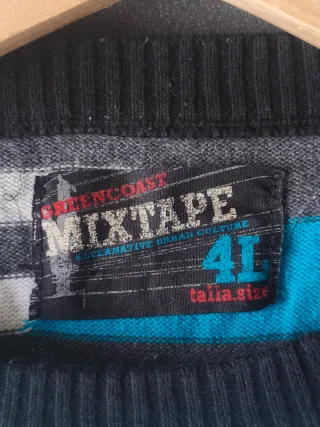 GREENCOAST
MIXTAPE
ALTERNATIVE URBAN CULTURE
4L
talla.size